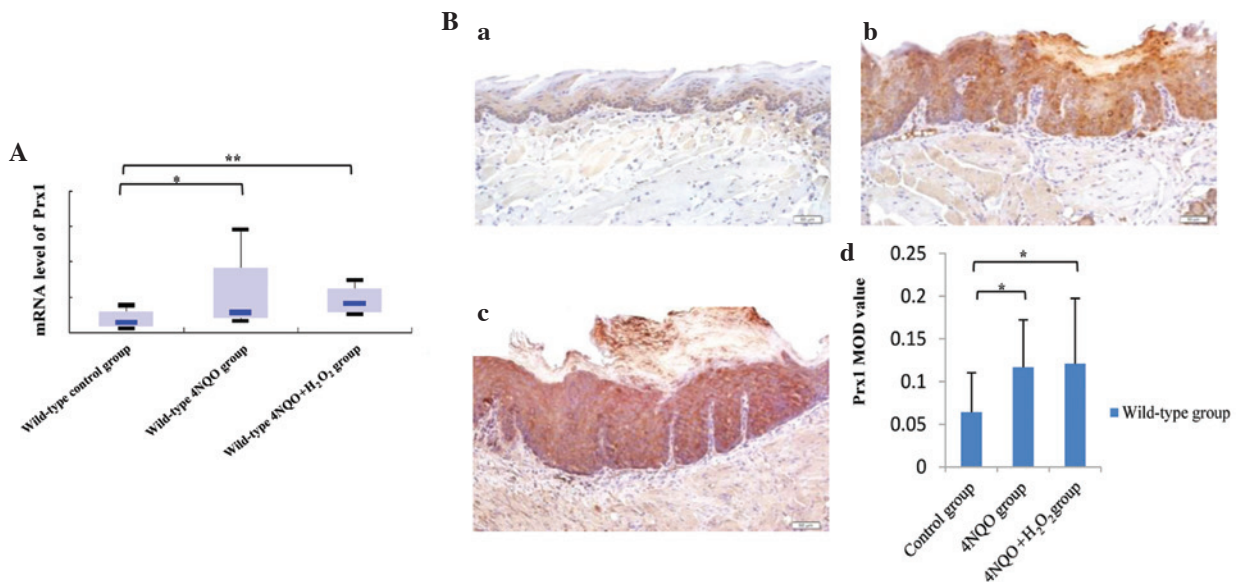 B
a
b
A
**
*
mRNA level of Prx1
Wild-type control group
Wild-type 4NQO group
Wild-type 4NQO+H₂O₂ group
c
d
0.25
0.2
0.15
0.1
0.05
0
*
*
Prx1 MOD value
Control group
4NQO group
4NQO+H₂O₂group
Wild-type group